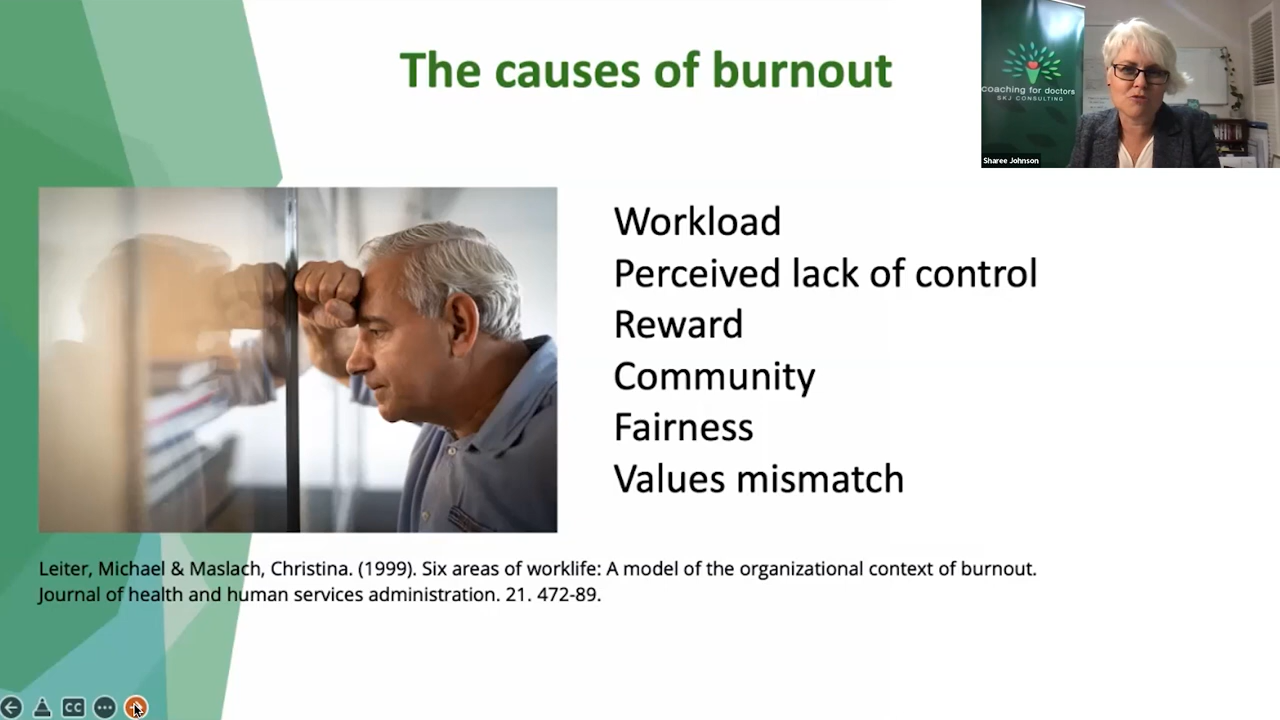 The causes of burnout
coaching for doctors
SKJ CONSULTING
Sharee Johnson
Workload
Perceived lack of control
Reward
Community
Fairness
Values mismatch
Leiter, Michael & Maslach, Christina. (1999). Six areas of worklife: A model of the organizational context of burnout.
Journal of health and human services administration. 21. 472-89.
CC